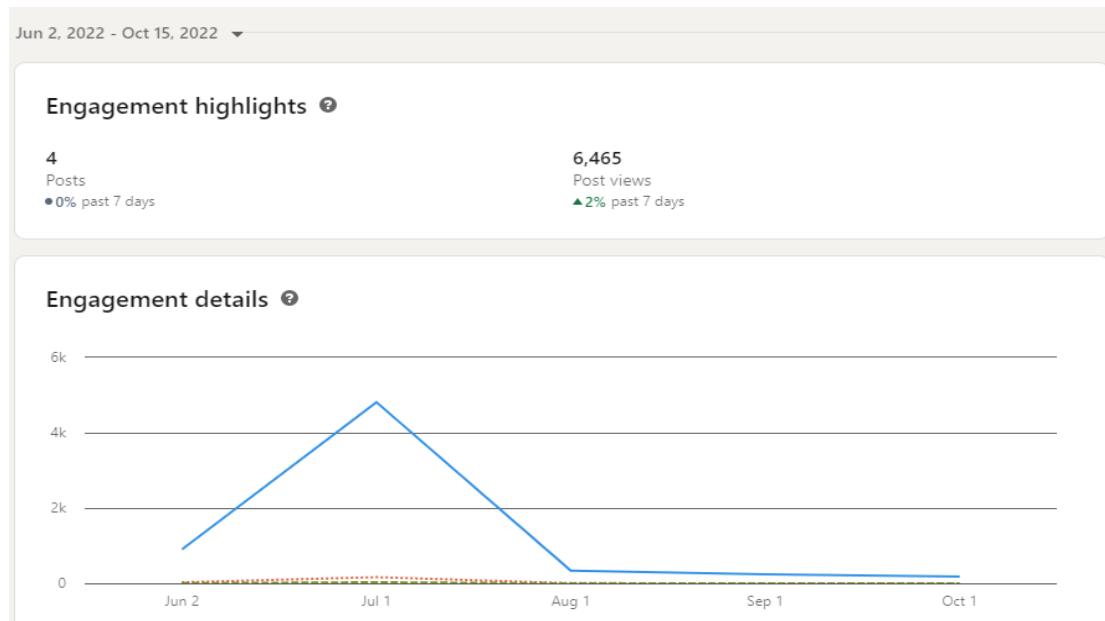 Jun 2, 2022 - Oct 15, 2022
Engagement highlights
4
Posts
0% past 7 days
6,465
Post views
2% past 7 days
Engagement details
6k
4k
2k
0
Jun 2 Jul 1 Aug 1 Sep 1 Oct 1